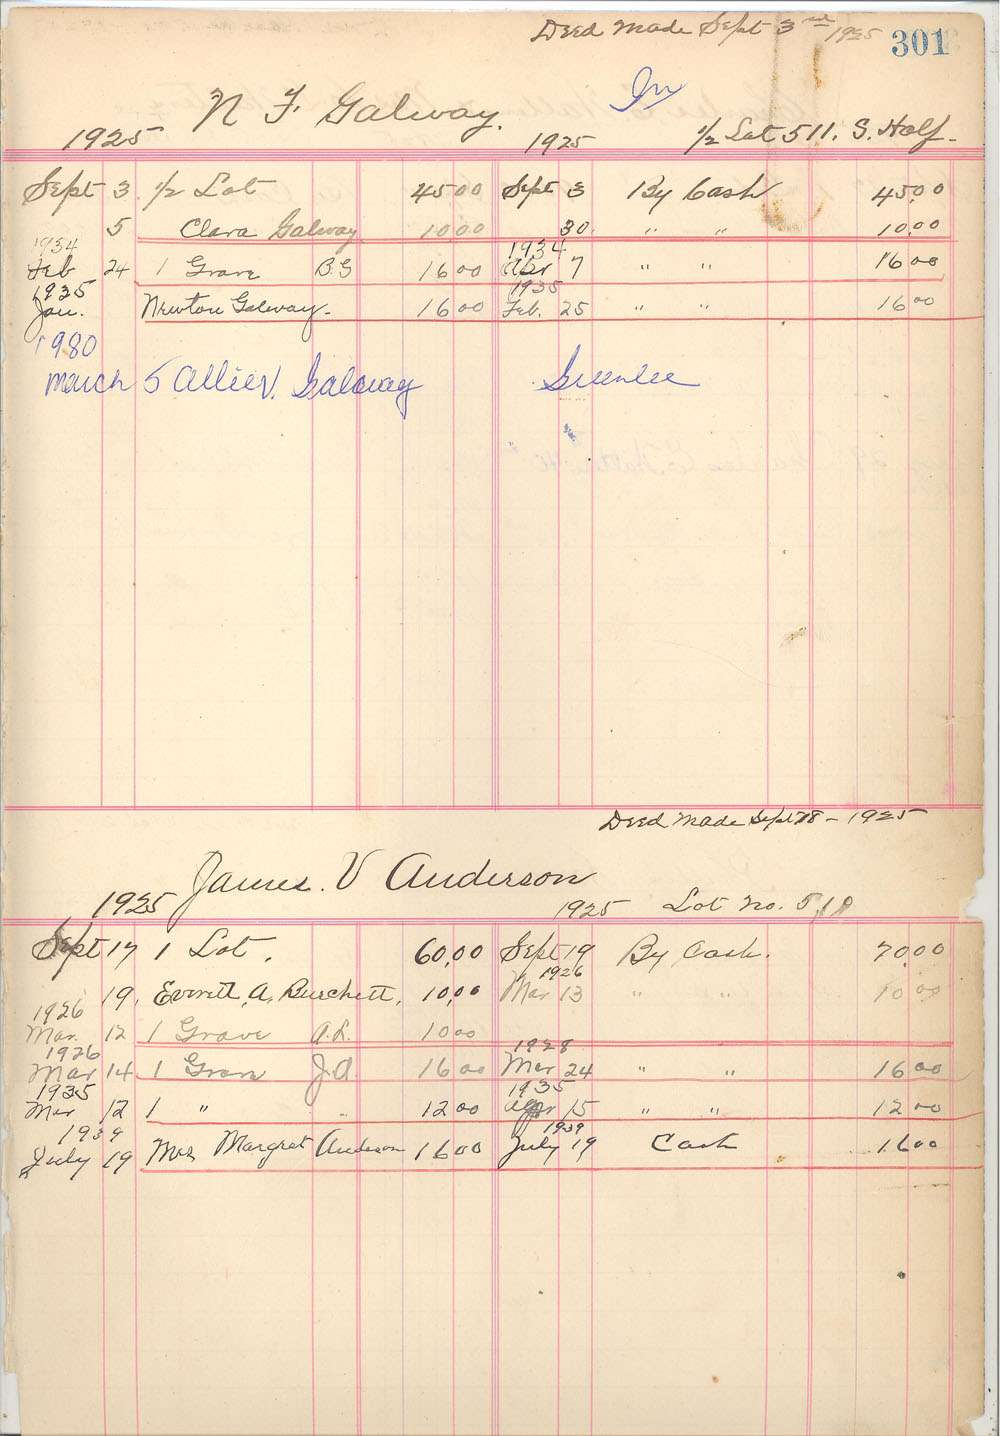 Deed Made Sept 3rd 1925 301
N F. Galway.
1925 1925 1/2 Lot 511. S. Half.
Sept 3 1/2 Lot 45 00 Sept 3 By Cash 45,00
5 Clara Galway 10 00 30 " " 10,00
1934 1934
Feb 24 1 Grave B.G 16 00 Apr 7 " " 16 00
1935 1935
Jan. Newton Galway. 16 00 Feb. 25 " " 16 00
1980
March 5 Allie V. Galway Greenlee
Deed Made Sept 18 - 1925
James. V Anderson
1925 1925 Lot No.
Sept 17 1 Lot. 60,00 Sept 19 By Cash. 70,00
1926
19, Everett, A, Burchett, 10,00 Mar 13 " " 10 00
1926
Mar. 12 1 Grave 10 00
1926 1928
Mar 14 1 Grave J.A. 16 00 Mar 24 " " 16 00
1935 1935
Mar 12 1 " " 12 00 Apr 15 " " 12 00
1939 1939
July 19 Mrs Margret Anderson 16 00 July 19 Cash 16 00